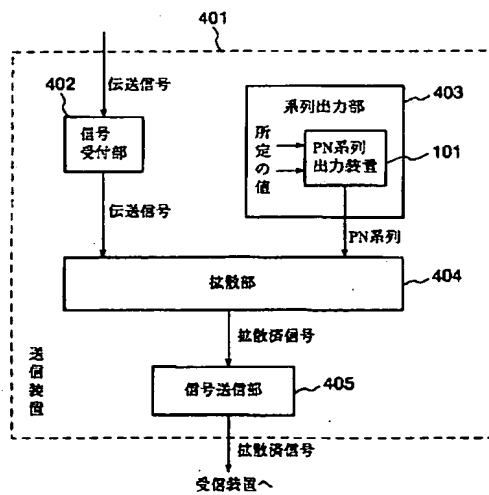 401
伝送信号
402
信号
受付部
伝送信号
系列出力部
403
所定の値
PN系列
出力装置
101
PN系列
拡散部
404
拡散済信号
送信装置
信号送信部
405
拡散済信号
受信装置へ